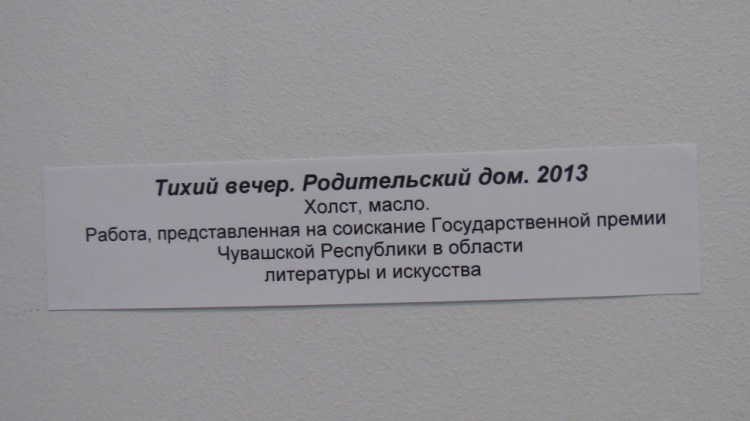 Тихий вечер. Родительский дом. 2013
Холст, масло.
Работа, представленная на соискание Государственной премии
Чувашской Республики в области
литературы и искусства